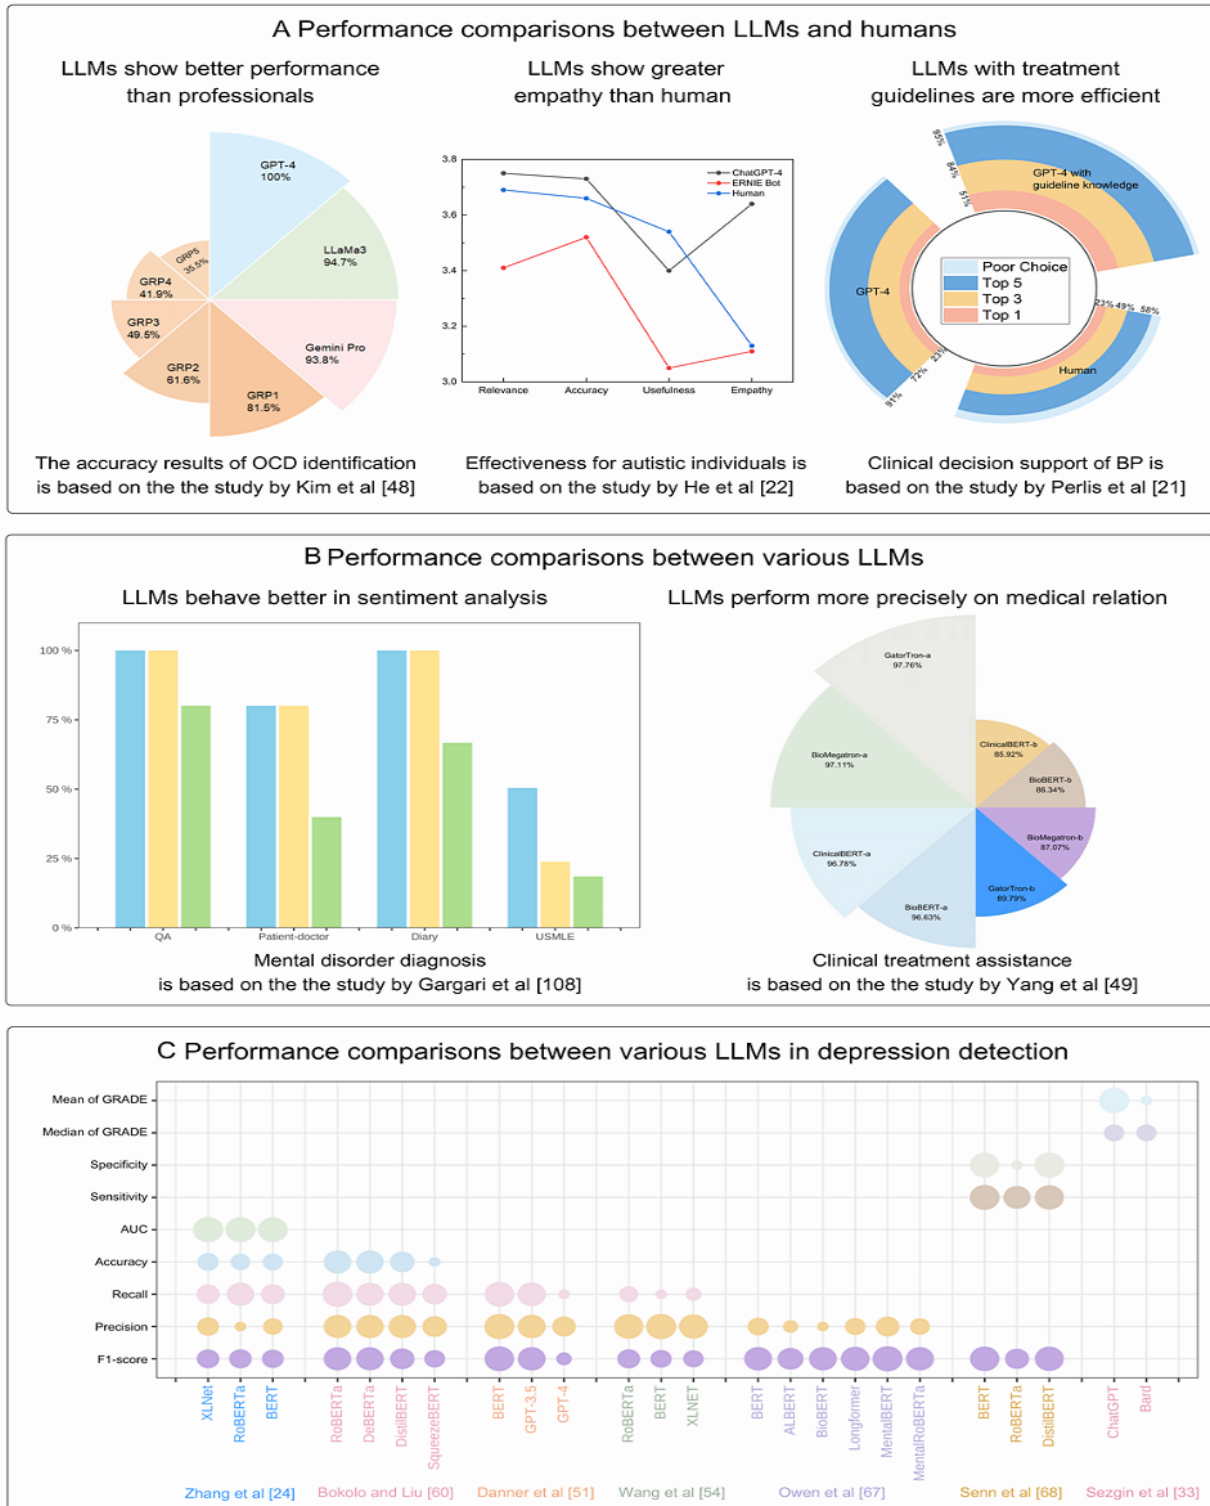 A Performance comparisons between LLMs and humans
LLMs show better performance
than professionals
GPT-4
100%
LLaMa3
94.7%
Gemini Pro
93.8%
GRP1
81.5%
GRP2
61.6%
GRP3
49.5%
GRP4
41.9%
GRP5
35.5%
The accuracy results of OCD identification
is based on the the study by Kim et al [48]
LLMs show greater
empathy than human
3.8
3.6
3.4
3.2
3.0
ChatGPT-4
ERNIE Bot
Human
Relevance
Accuracy
Usefulness
Empathy
Effectiveness for autistic individuals is
based on the study by He et al [22]
LLMs with treatment
guidelines are more efficient
95%
84%
51%
GPT-4 with
guideline knowledge
GPT-4
91%
72%
23%
Poor Choice
Top 5
Top 3
Top 1
23%
49%
58%
Human
Clinical decision support of BP is
based on the study by Perlis et al [21]
B Performance comparisons between various LLMs
LLMs behave better in sentiment analysis
100 %
75 %
50 %
25 %
0 %
QA
Patient-doctor
Diary
USMLE
Mental disorder diagnosis
is based on the the study by Gargari et al [108]
LLMs perform more precisely on medical relation
GatorTron-a
97.76%
BioMegatron-a
97.11%
ClinicalBERT-a
96.78%
BioBERT-a
96.63%
ClinicalBERT-b
85.92%
BioBERT-b
86.34%
BioMegatron-b
87.07%
GatorTron-b
89.79%
Clinical treatment assistance
is based on the the study by Yang et al [49]
C Performance comparisons between various LLMs in depression detection
Mean of GRADE
Median of GRADE
Specificity
Sensitivity
AUC
Accuracy
Recall
Precision
F1-score
XLNet
RoBERTa
BERT
RoBERTa
DeBERTa
DistilBERT
SqueezeBERT
BERT
GPT-3.5
GPT-4
RoBERTa
BERT
XLNET
BERT
ALBERT
BioBERT
Longformer
MentalBERT
MentalRoBERTa
BERT
RoBERTa
DistilBERT
ChatGPT
Bard
Zhang et al [24]
Bokolo and Liu [60]
Danner et al [51]
Wang et al [54]
Owen et al [67]
Senn et al [68]
Sezgin et al [33]